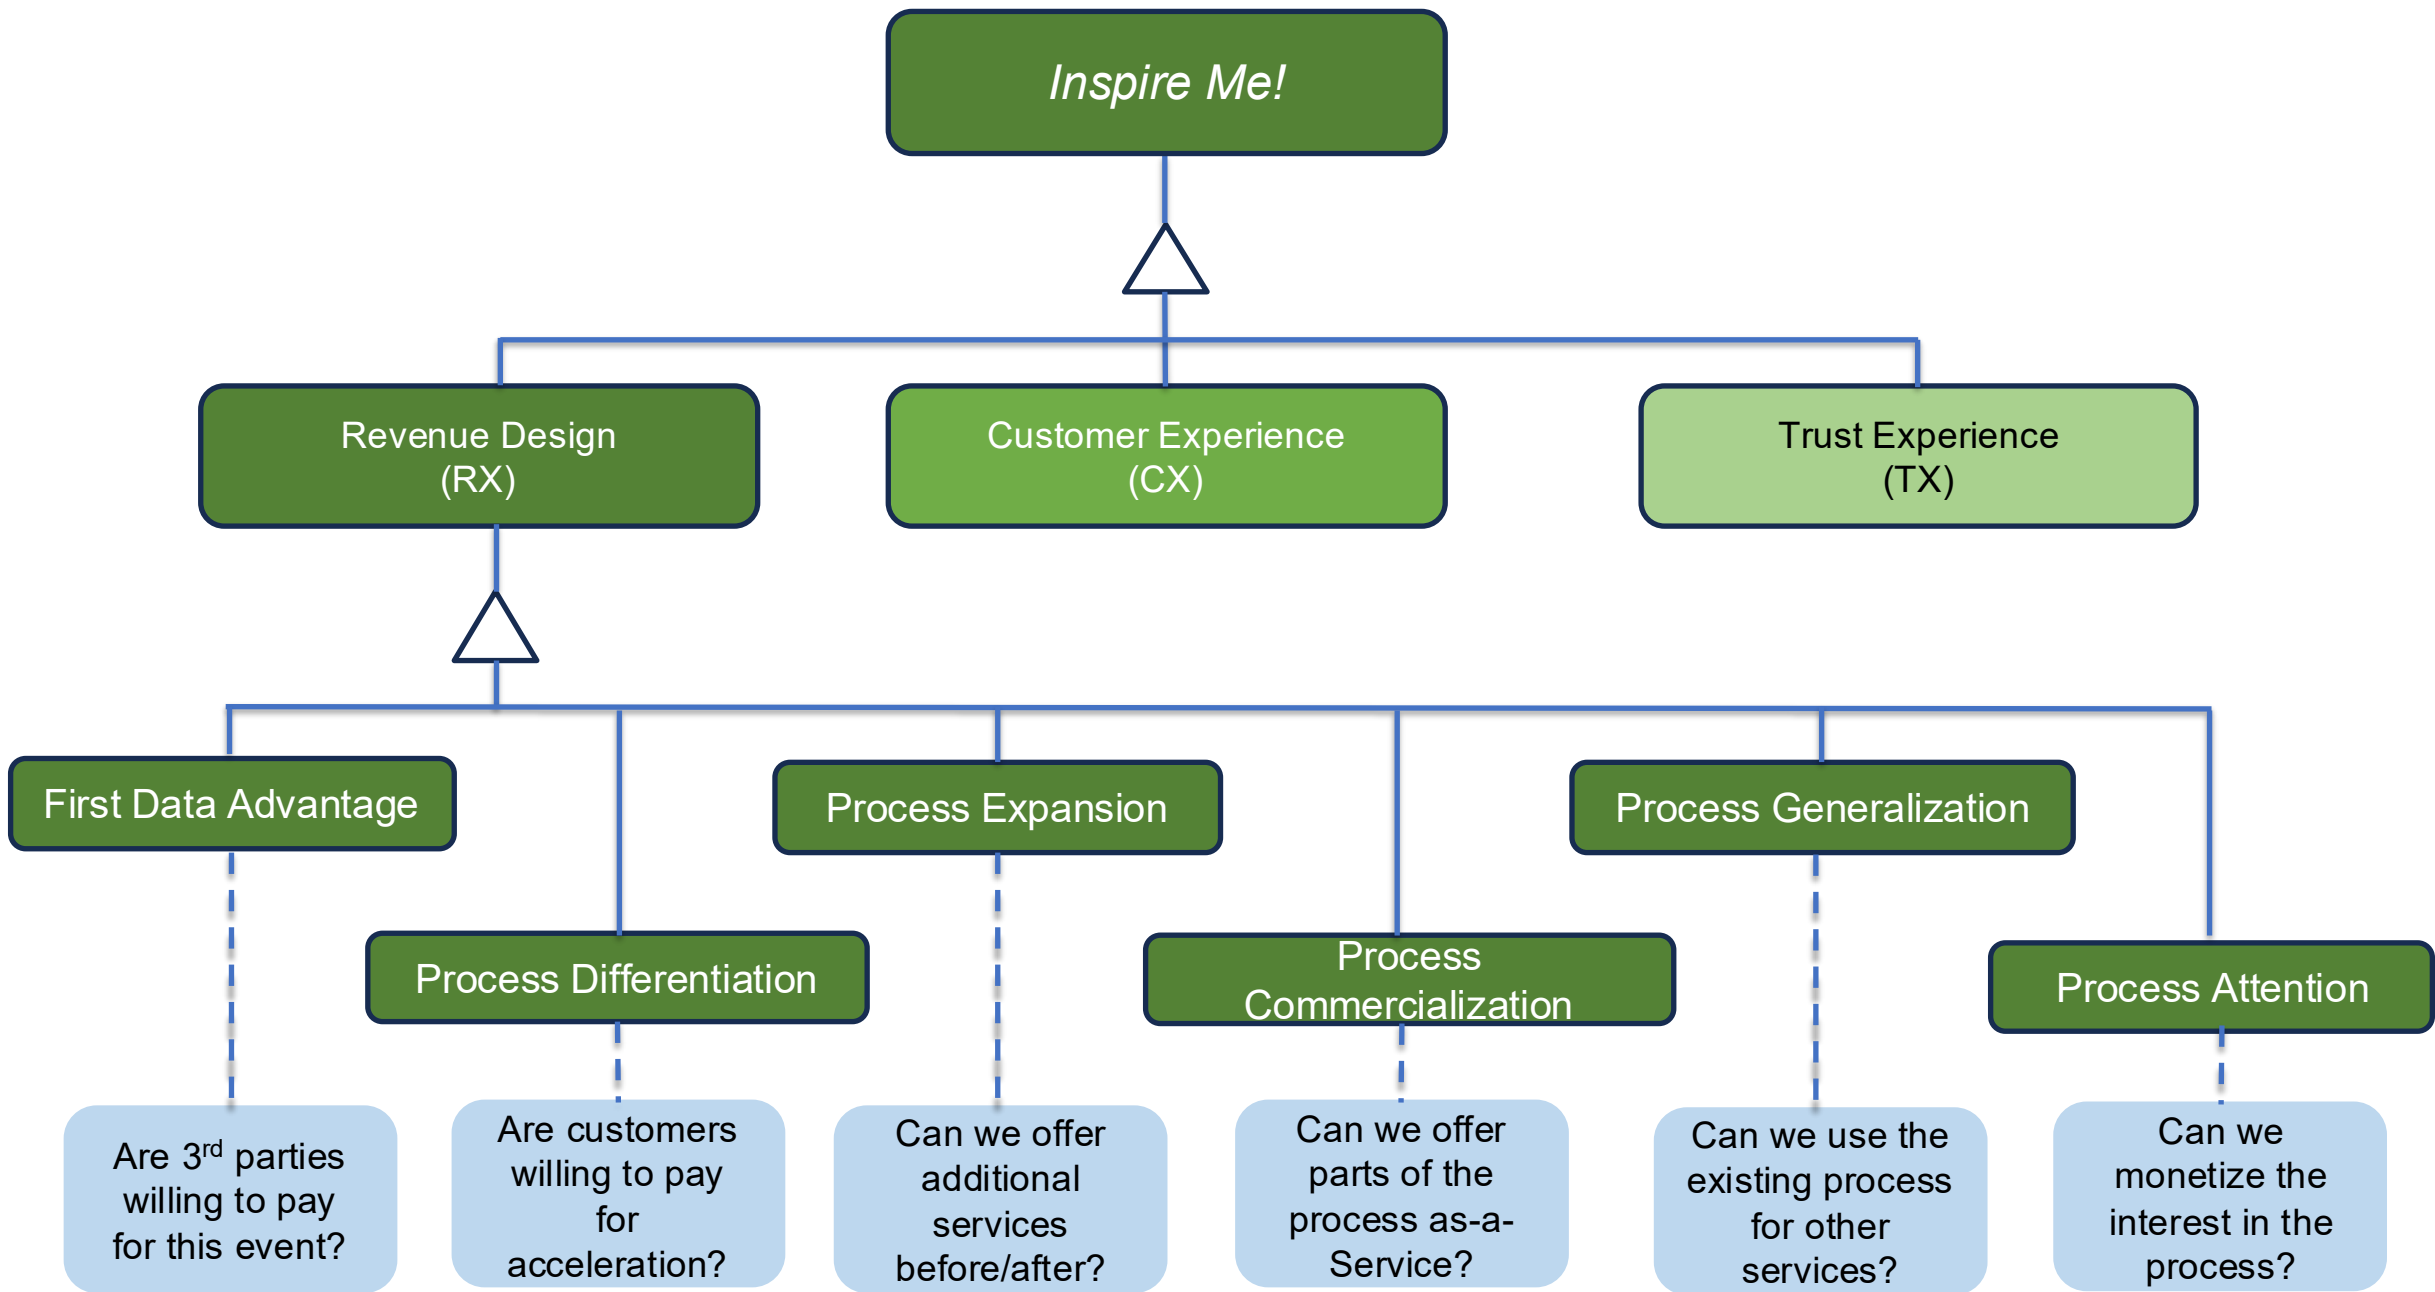 Inspire Me!
Revenue Design
(RX)
Customer Experience
(CX)
Trust Experience
(TX)
First Data Advantage
Process Expansion
Process Generalization
Process Differentiation
Process
Commercialization
Process Attention
Are 3rd parties
willing to pay
for this event?
Are customers
willing to pay
for
acceleration?
Can we offer
additional
services
before/after?
Can we offer
parts of the
process as-a-
Service?
Can we use the
existing process
for other
services?
Can we
monetize the
interest in the
process?